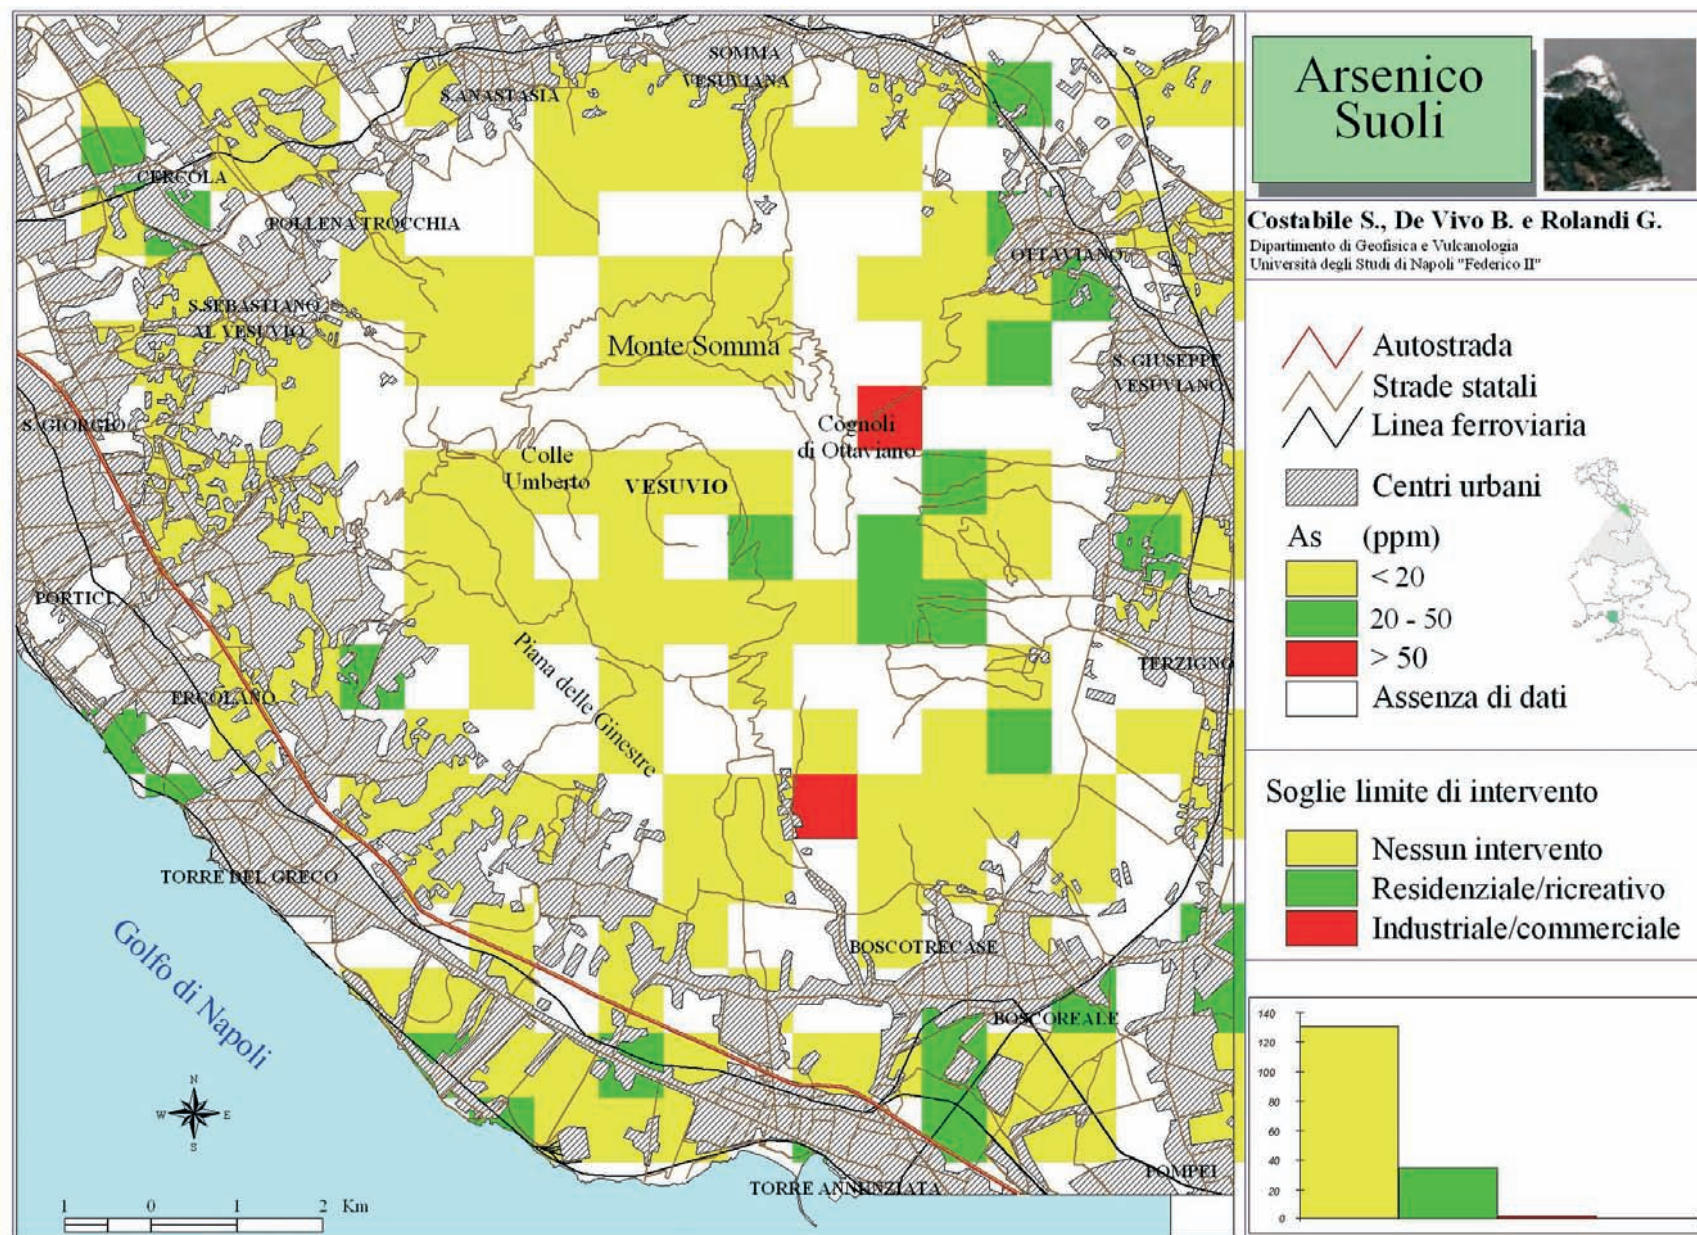 SOMMA
VESUVIANA
S.ANASTASIA
CERCOLA
POLLENA TROCCHIA
OTTAVIANO
S.SEBASTIANO
AL VESUVIO
Monte Somma
S. GIUSEPPE
VESUVIANO
S. GIORGIO
Cognoli
di Ottaviano
Colle
Umberto
VESUVIO
PORTICI
Piana delle Ginestre
TERZIGNO
ERCOLANO
TORRE DEL GRECO
Golfo di Napoli
BOSCOTRECASE
BOSCOREALE
POMPEI
TORRE ANNUNZIATA
N
W E
S
1 0 1 2 Km
Arsenico
Suoli
Costabile S., De Vivo B. e Rolandi G.
Dipartimento di Geofisica e Vulcanologia
Università degli Studi di Napoli "Federico II"
Autostrada
Strade statali
Linea ferroviaria
Centri urbani
As (ppm)
< 20
20 - 50
> 50
Assenza di dati
Soglie limite di intervento
Nessun intervento
Residenziale/ricreativo
Industriale/commerciale
140
120
100
80
60
40
20
0